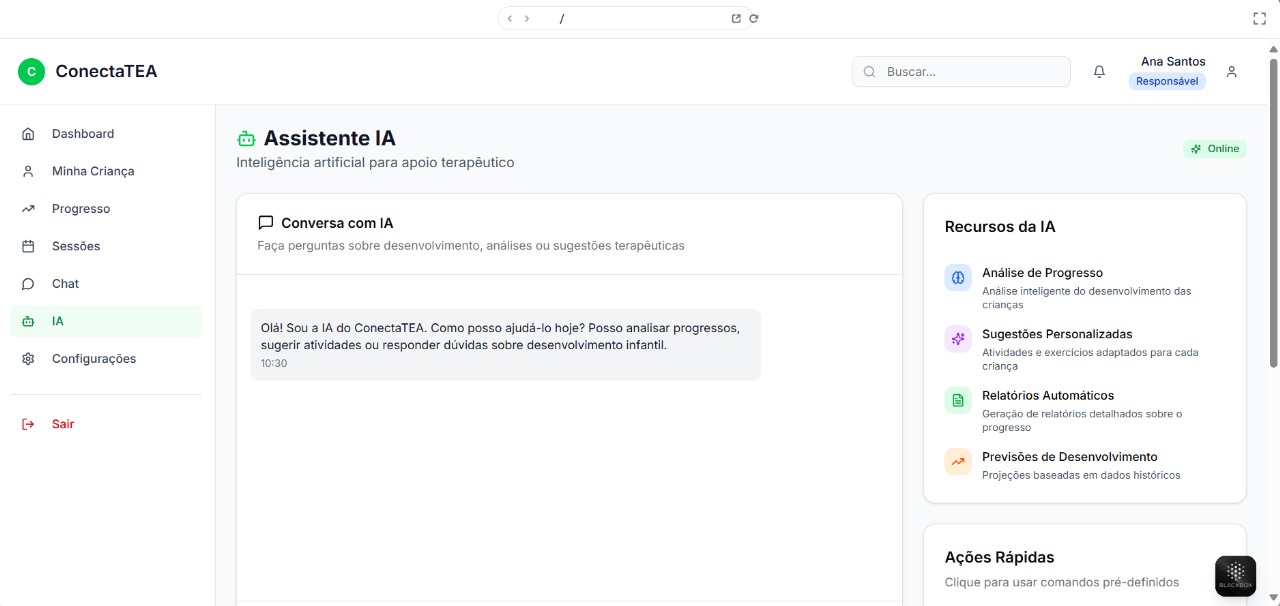 /
C
ConectaTEA
Buscar...
Ana Santos
Responsável
Dashboard
Minha Criança
Progresso
Sessões
Chat
IA
Configurações
Sair
Assistente IA
Inteligência artificial para apoio terapêutico
Online
Conversa com IA
Faça perguntas sobre desenvolvimento, análises ou sugestões terapêuticas
Olá! Sou a IA do ConectaTEA. Como posso ajudá-lo hoje? Posso analisar progressos,
sugerir atividades ou responder dúvidas sobre desenvolvimento infantil.
10:30
Recursos da IA
Análise de Progresso
Análise inteligente do desenvolvimento das
crianças
Sugestões Personalizadas
Atividades e exercícios adaptados para cada
criança
Relatórios Automáticos
Geração de relatórios detalhados sobre o
progresso
Previsões de Desenvolvimento
Projeções baseadas em dados históricos
Ações Rápidas
Clique para usar comandos pré-definidos
BLACKBOX